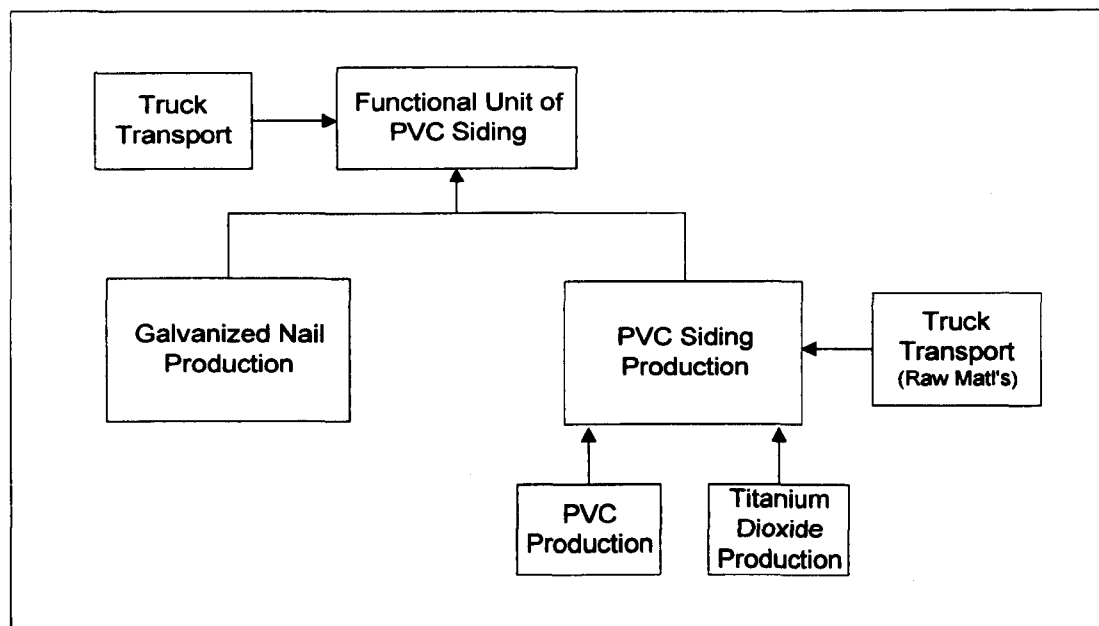 Truck
Transport
Functional Unit of
PVC Siding
Galvanized Nail
Production
PVC Siding
Production
Truck
Transport
(Raw Matl's)
PVC
Production
Titanium
Dioxide
Production